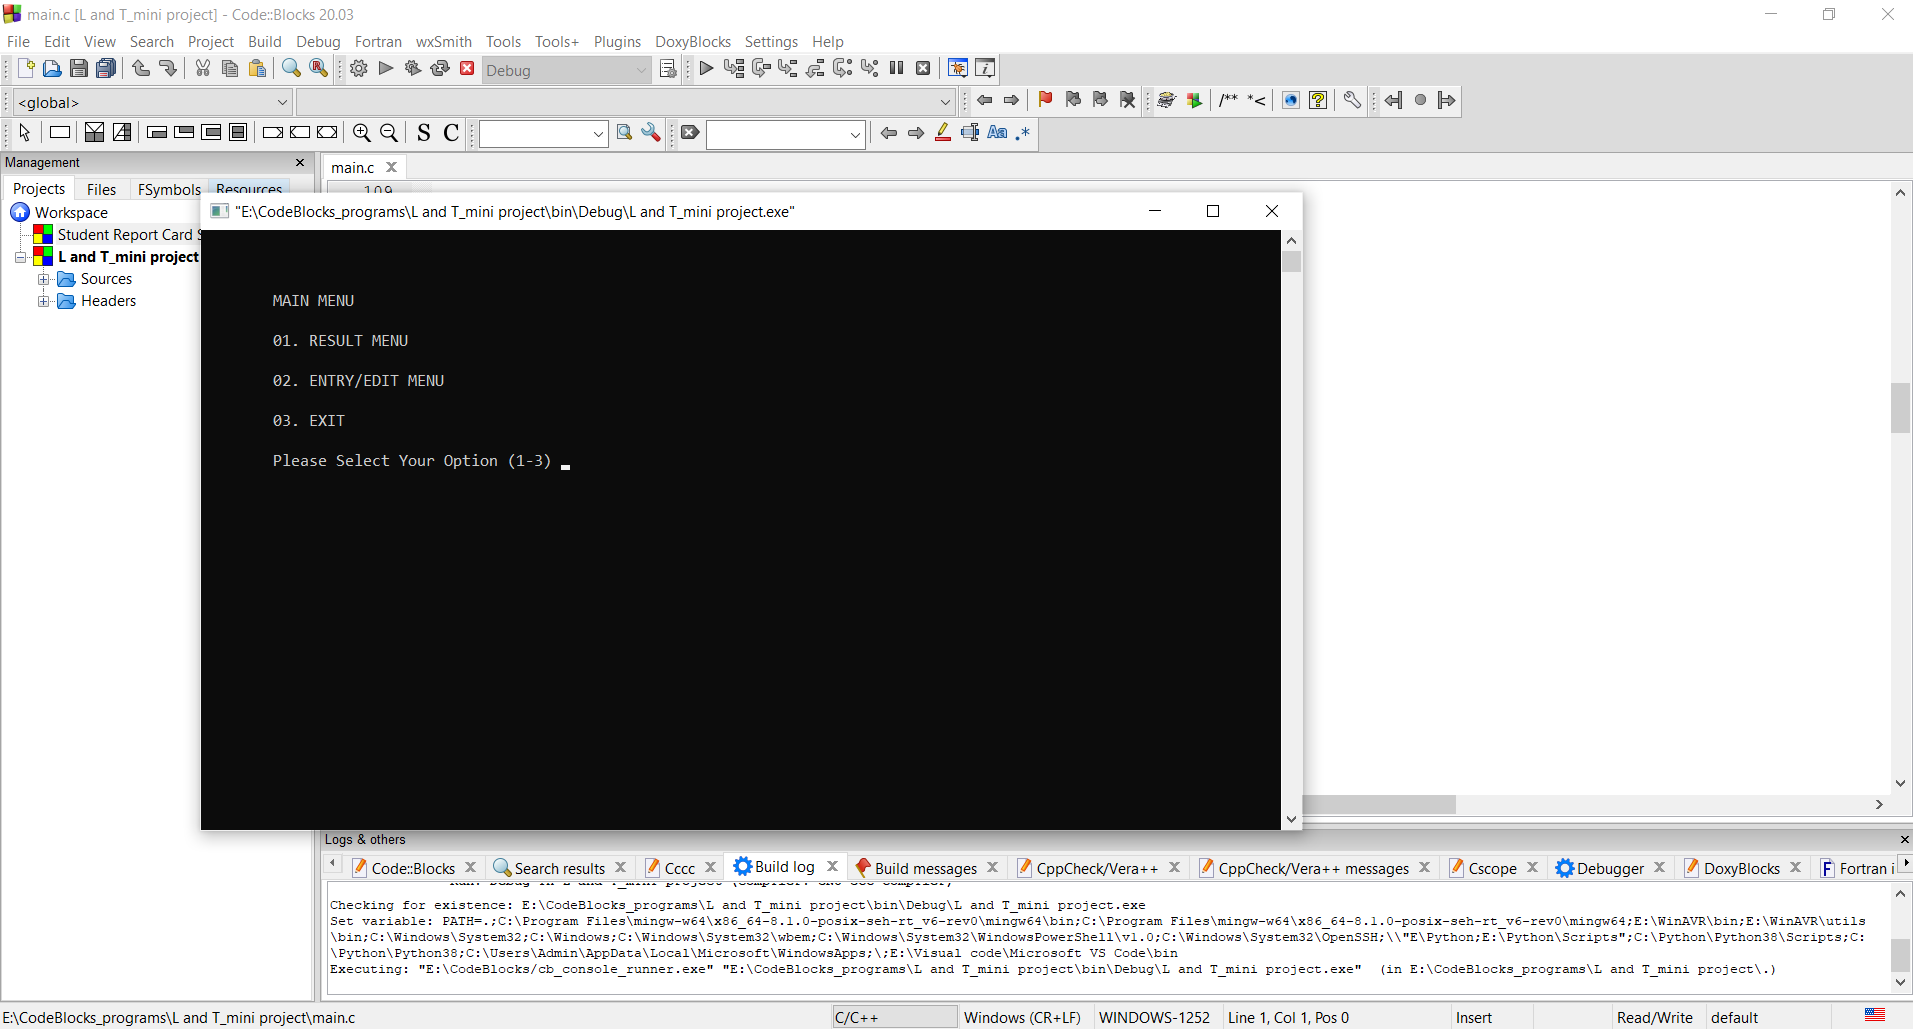 main.c [L and T_mini project] - Code::Blocks 20.03
File Edit View Search Project Build Debug Fortran wxSmith Tools Tools+ Plugins DoxyBlocks Settings Help
Debug
<global>
/** *<
S C
Aa .*
Management
Projects Files FSymbols Resources
Workspace
Student Report Card S
L and T_mini project
Sources
Headers
main.c
109
"E:\CodeBlocks_programs\L and T_mini project\bin\Debug\L and T_mini project.exe"
MAIN MENU
01. RESULT MENU
02. ENTRY/EDIT MENU
03. EXIT
Please Select Your Option (1-3)
Logs & others
Code::Blocks Search results Cccc Build log Build messages CppCheck/Vera++ CppCheck/Vera++ messages Cscope Debugger DoxyBlocks Fortran i
Checking for existence: E:\CodeBlocks_programs\L and T_mini project\bin\Debug\L and T_mini project.exe
Set variable: PATH=.;C:\Program Files\mingw-w64\x86_64-8.1.0-posix-seh-rt_v6-rev0\mingw64\bin;C:\Program Files\mingw-w64\x86_64-8.1.0-posix-seh-rt_v6-rev0\mingw64;E:\WinAVR\bin;E:\WinAVR\utils
\bin;C:\Windows\System32;C:\Windows;C:\Windows\System32\wbem;C:\Windows\System32\WindowsPowerShell\v1.0;C:\Windows\System32\OpenSSH;\\"E\Python;E:\Python\Scripts";C:\Python\Python38\Scripts;C:
\Python\Python38;C:\Users\Admin\AppData\Local\Microsoft\WindowsApps;\;E:\Visual code\Microsoft VS Code\bin
Executing: "E:\CodeBlocks/cb_console_runner.exe" "E:\CodeBlocks_programs\L and T_mini project\bin\Debug\L and T_mini project.exe" (in E:\CodeBlocks_programs\L and T_mini project\.)
E:\CodeBlocks_programs\L and T_mini project\main.c C/C++ Windows (CR+LF) WINDOWS-1252 Line 1, Col 1, Pos 0 Insert Read/Write default